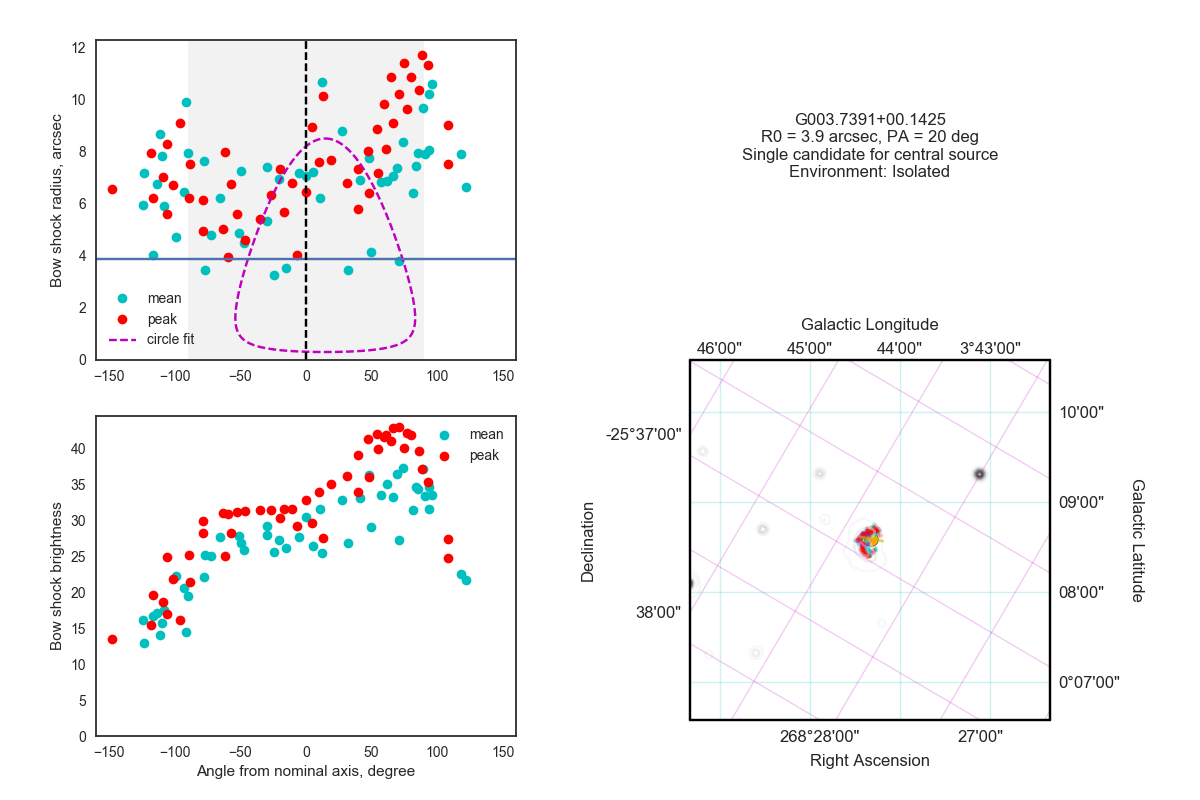 12
10
8
6
4
2
0
Bow shock radius, arcsec
mean
peak
circle fit
−150
−100
−50
0
50
100
150
G003.7391+00.1425
R0 = 3.9 arcsec, PA = 20 deg
Single candidate for central source
Environment: Isolated
40
35
30
25
20
15
10
5
0
Bow shock brightness
mean
peak
−150
−100
−50
0
50
100
150
Angle from nominal axis, degree
Galactic Longitude
46'00"
45'00"
44'00"
3°43'00"
-25°37'00"
38'00"
Declination
10'00"
09'00"
08'00"
0°07'00"
Galactic Latitude
268°28'00"
27'00"
Right Ascension